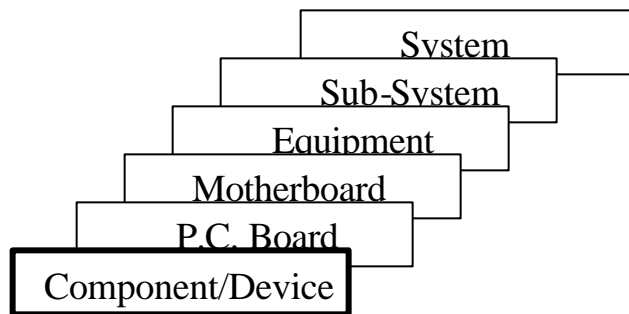 System
Sub-System
Equipment
Motherboard
P.C. Board
Component/Device